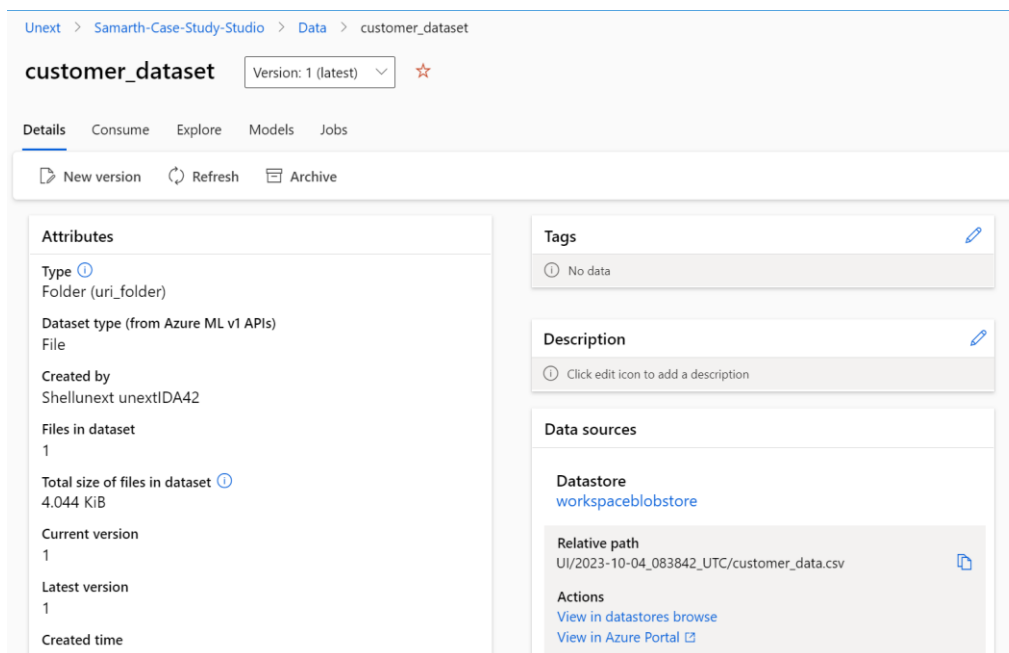 Unext > Samarth-Case-Study-Studio > Data > customer_dataset
customer_dataset
Version: 1 (latest)
Details Consume Explore Models Jobs
New version Refresh Archive
Attributes
Type
Folder (uri_folder)
Dataset type (from Azure ML v1 APIs)
File
Created by
Shellunext unextIDA42
Files in dataset
1
Total size of files in dataset
4.044 KiB
Current version
1
Latest version
1
Created time
Tags
No data
Description
Click edit icon to add a description
Data sources
Datastore
workspaceblobstore
Relative path
UI/2023-10-04_083842_UTC/customer_data.csv
Actions
View in datastores browse
View in Azure Portal